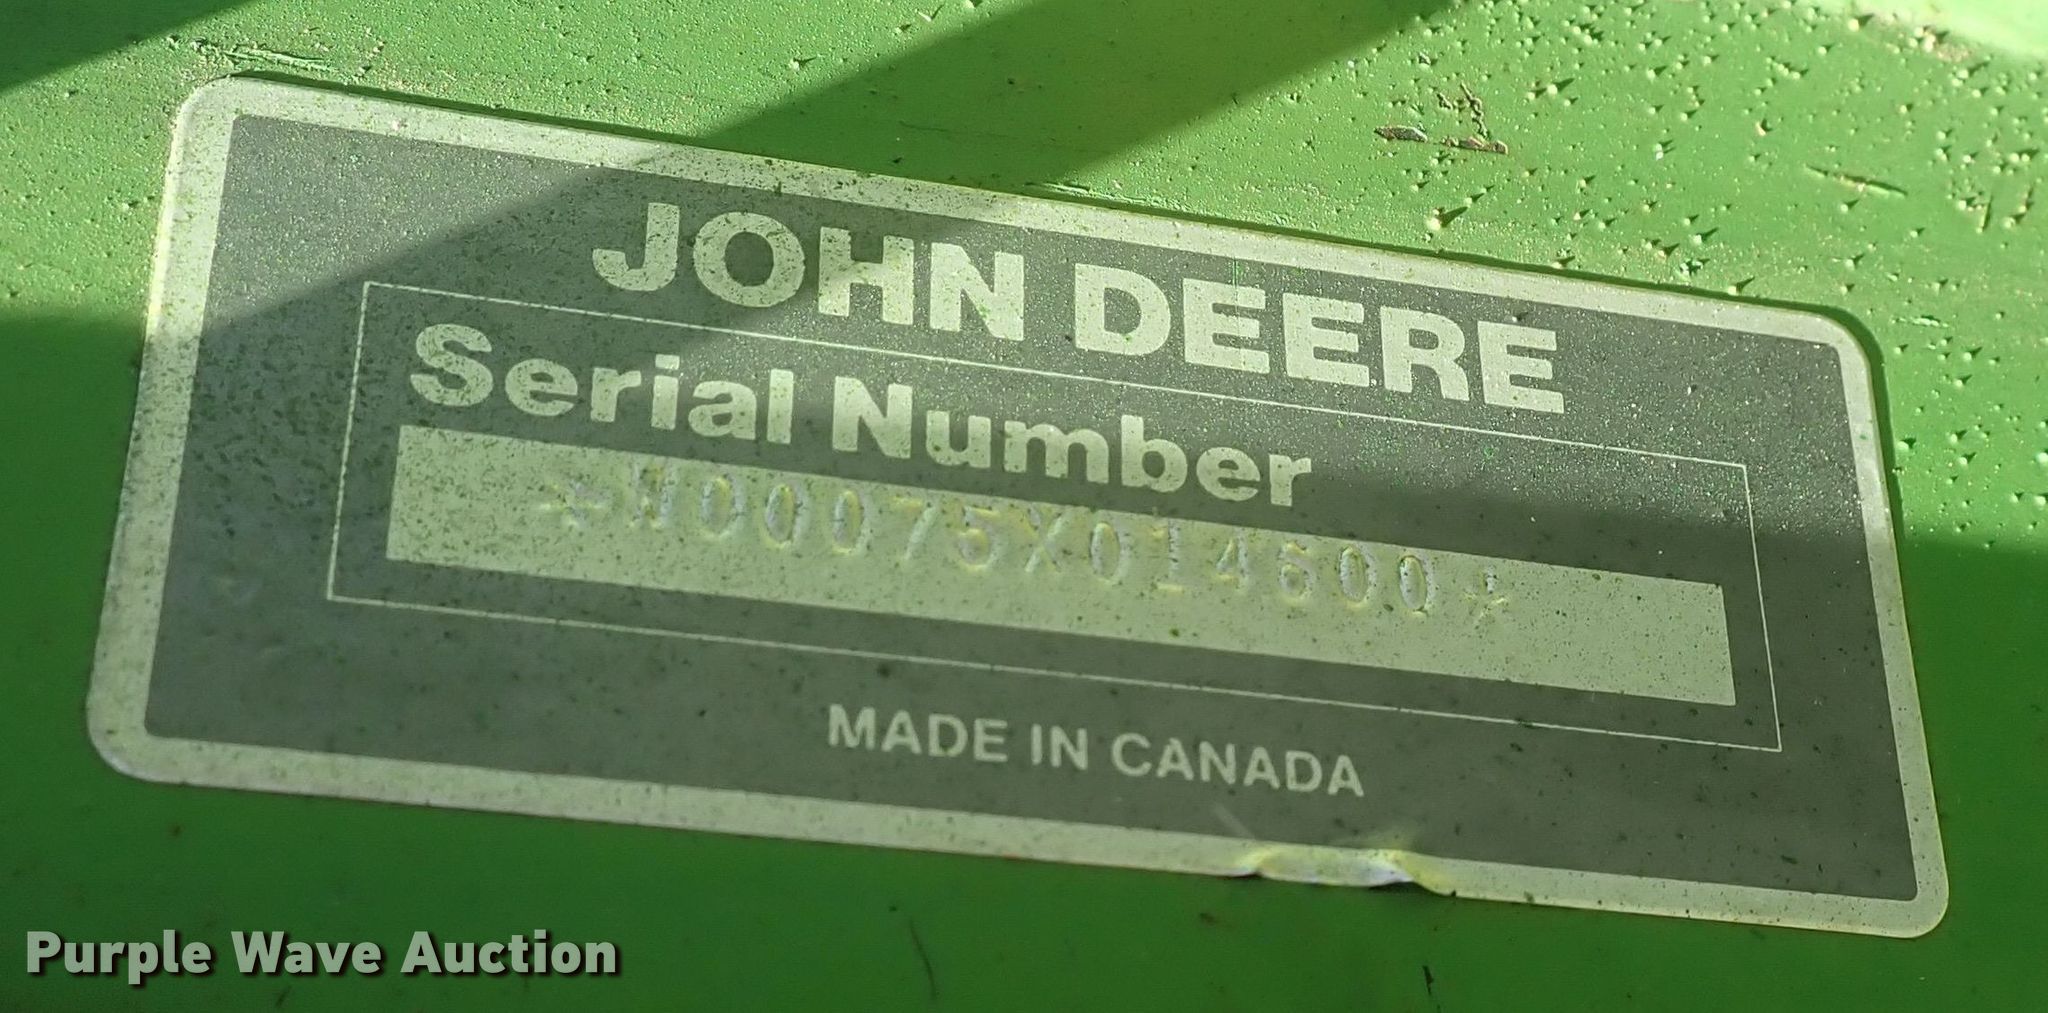 JOHN DEERE
Serial Number
*W00075X014600*
MADE IN CANADA
Purple Wave Auction